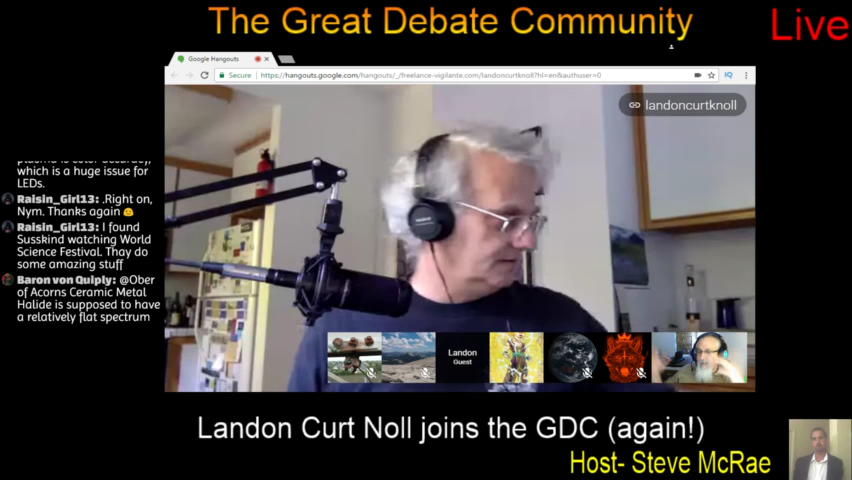 The Great Debate Community
Live
Google Hangouts
Secure
https://hangouts.google.com/hangouts/_/freelance-vigilante.com/landoncurtknoll?hl=en&authuser=0
landoncurtknoll
which is a huge issue for
LEDs.
Raisin_Girl13: .Right on,
Nym. Thanks again
Raisin_Girl13: I found
Susskind watching World
Science Festival. Thay do
some amazing stuff
Baron von Quiply: @Ober
of Acorns Ceramic Metal
Halide is supposed to have
a relatively flat spectrum
Landon
Guest
Landon Curt Noll joins the GDC (again!)
Host- Steve McRae